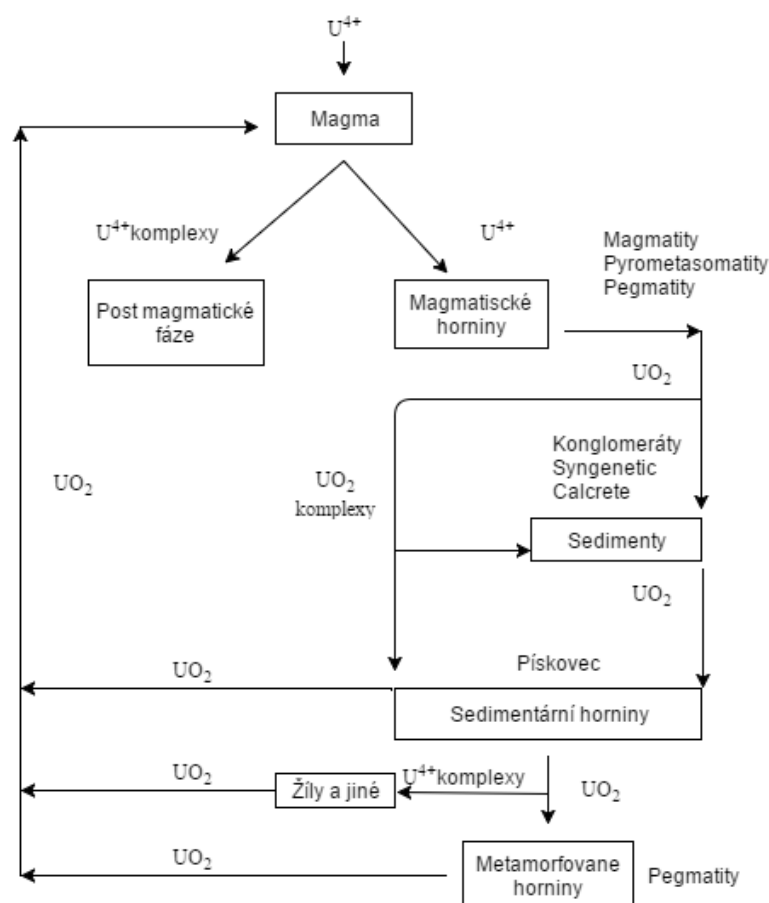 U⁴⁺
Magma
U⁴⁺komplexy
U⁴⁺
Magmatity
Pyrometasomatity
Pegmatity
Post magmatické
fáze
Magmatiscké
horniny
UO₂
Konglomeráty
Syngenetic
Calcrete
UO₂
UO₂
komplexy
Sedimenty
UO₂
Pískovec
UO₂
Sedimentární horniny
UO₂
Žíly a jiné
U⁴⁺komplexy
UO₂
UO₂
Metamorfovane
horniny
Pegmatity